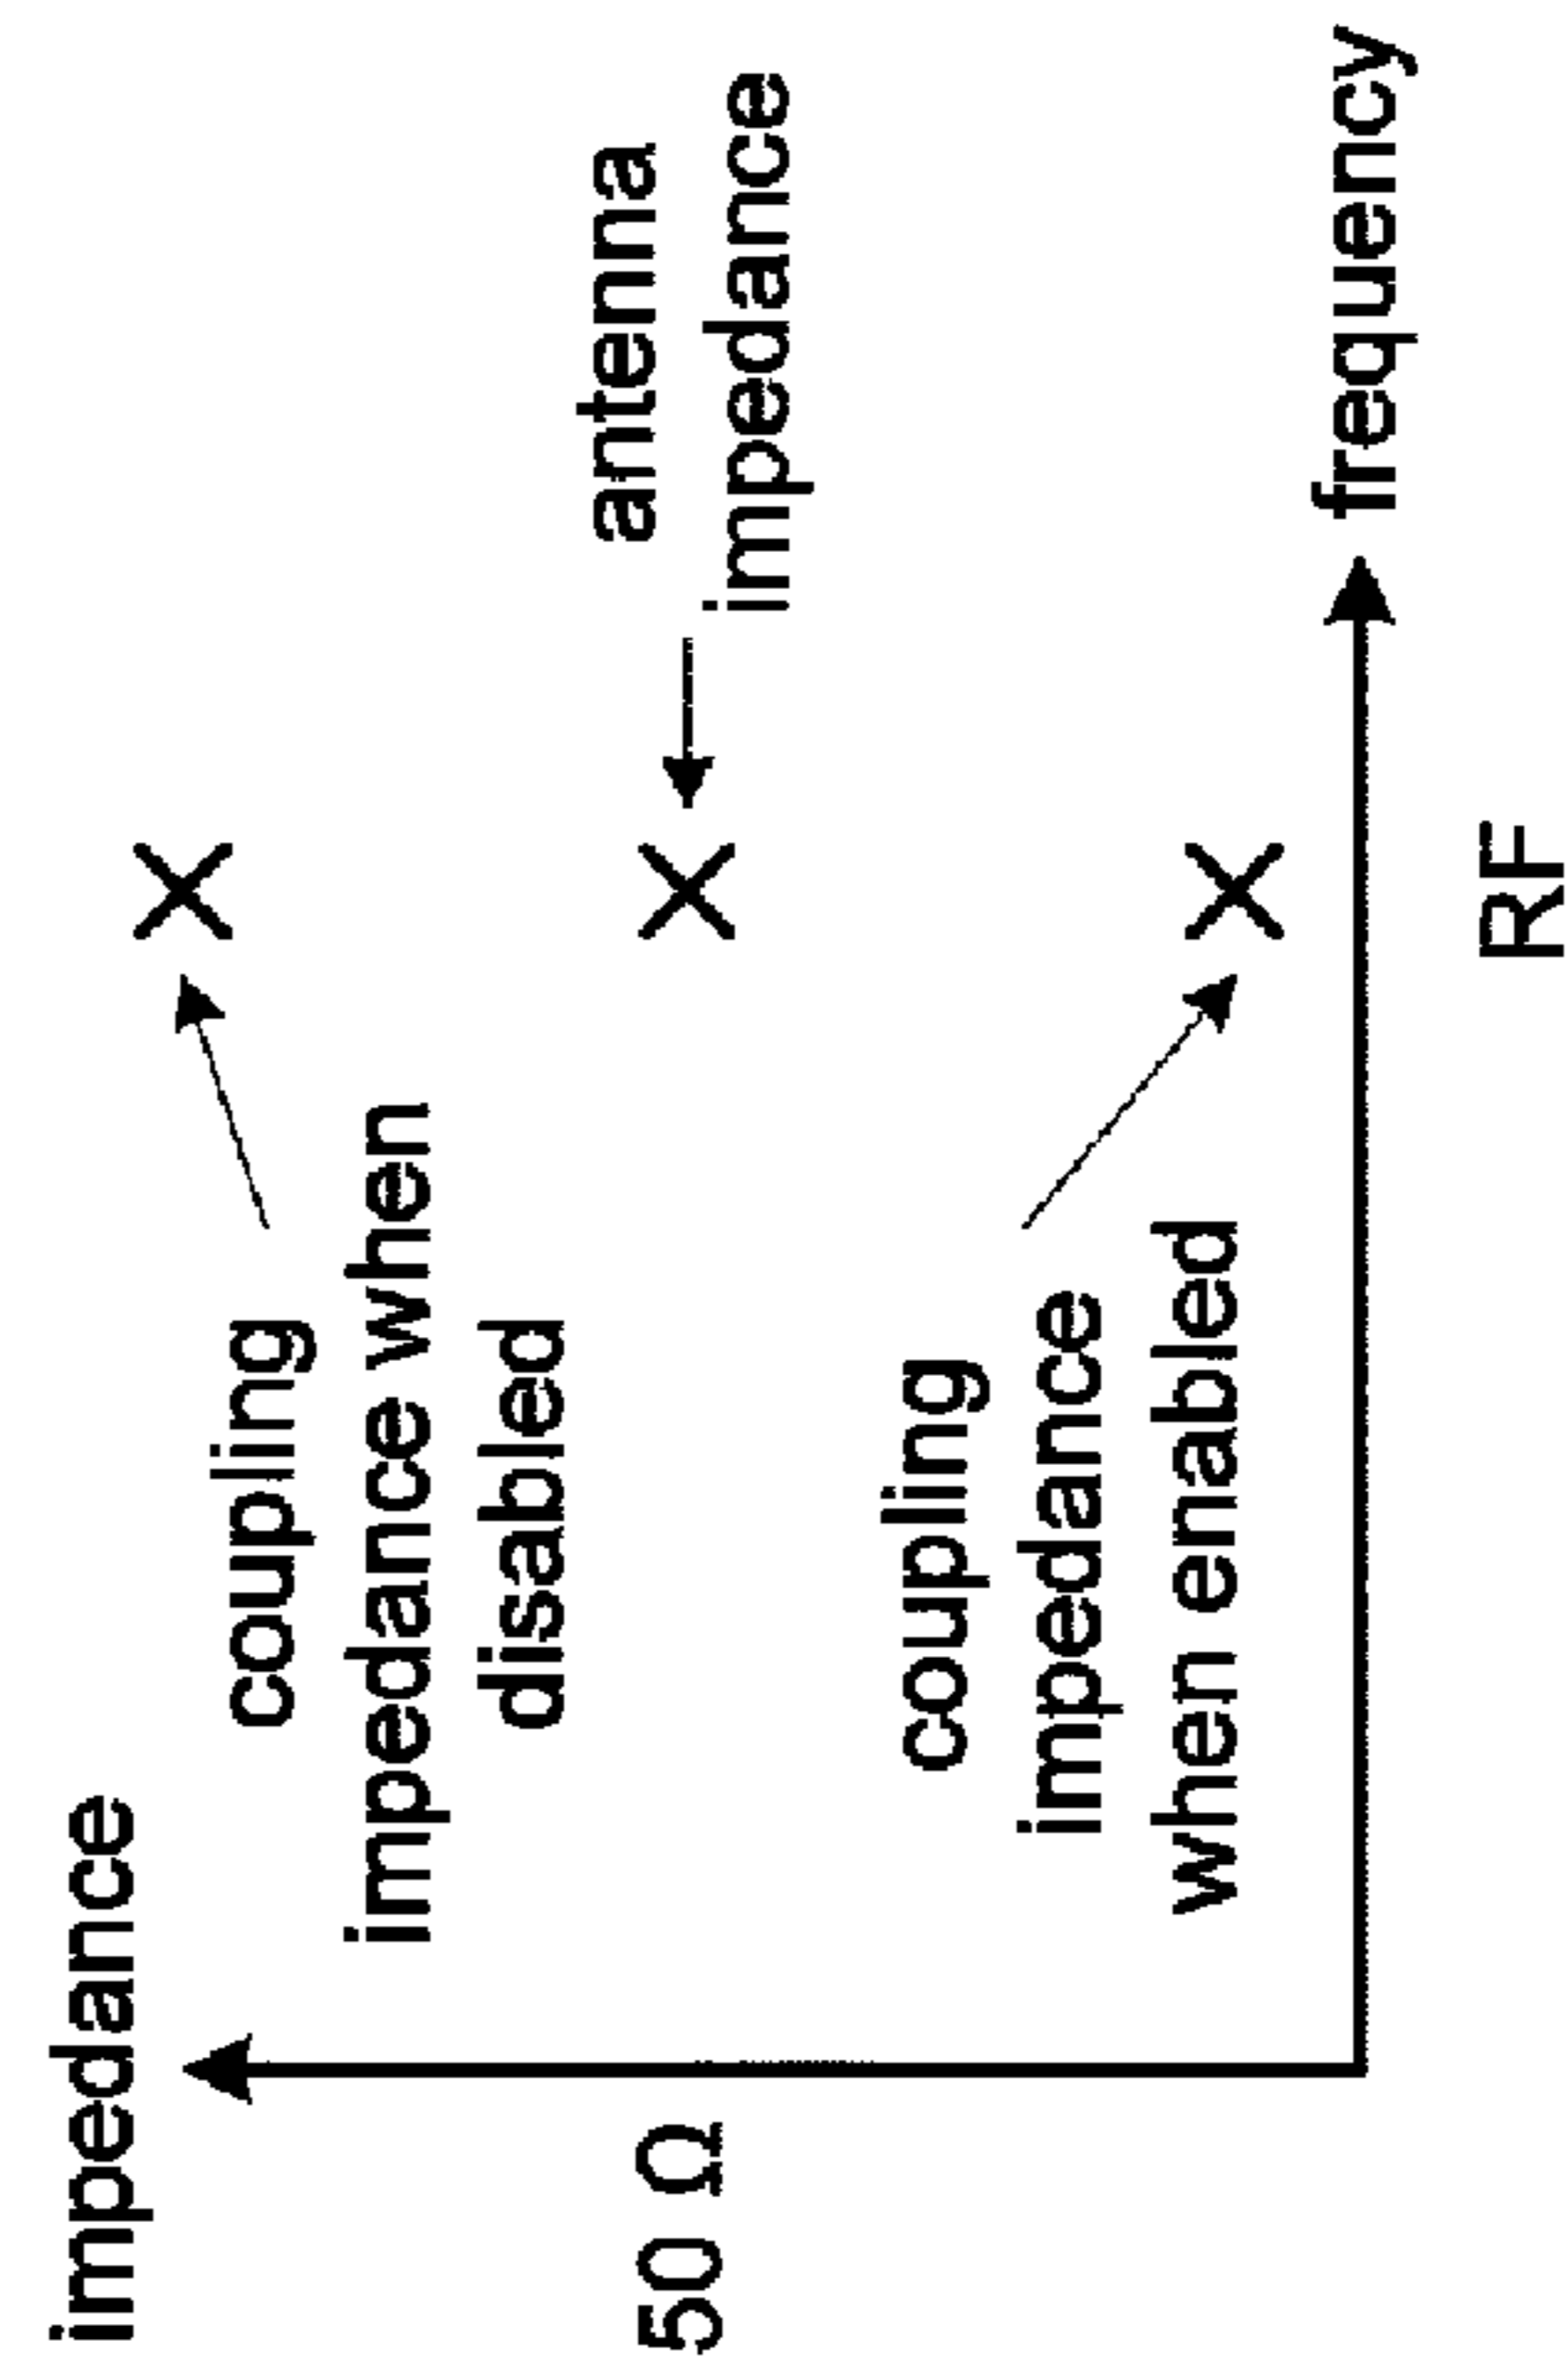 impedance
coupling
impedance when
disabled
antenna
impedance
50 Ω
coupling
impedance
when enabled
frequency
RF